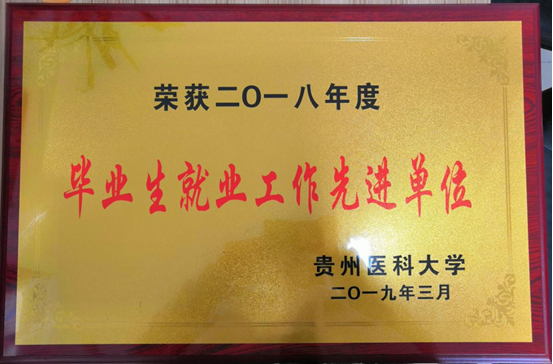 荣获二〇一八年度
毕业生就业工作先进单位
贵州医科大学
二〇一九年三月